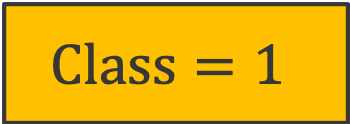 Class = 1